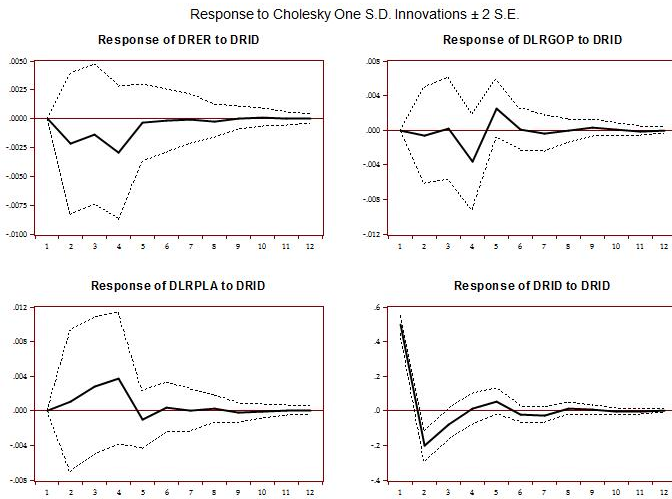 Response to Cholesky One S.D. Innovations ± 2 S.E.
Response of DRER to DRID
.0050
.0025
.0000
-.0025
-.0050
-.0075
-.0100
1 2 3 4 5 6 7 8 9 10 11 12
Response of DLRGOP to DRID
.008
.004
.000
-.004
-.008
-.012
1 2 3 4 5 6 7 8 9 10 11 12
Response of DLRPLA to DRID
.012
.008
.004
.000
-.004
-.008
1 2 3 4 5 6 7 8 9 10 11 12
Response of DRID to DRID
.6
.4
.2
.0
-.2
-.4
1 2 3 4 5 6 7 8 9 10 11 12